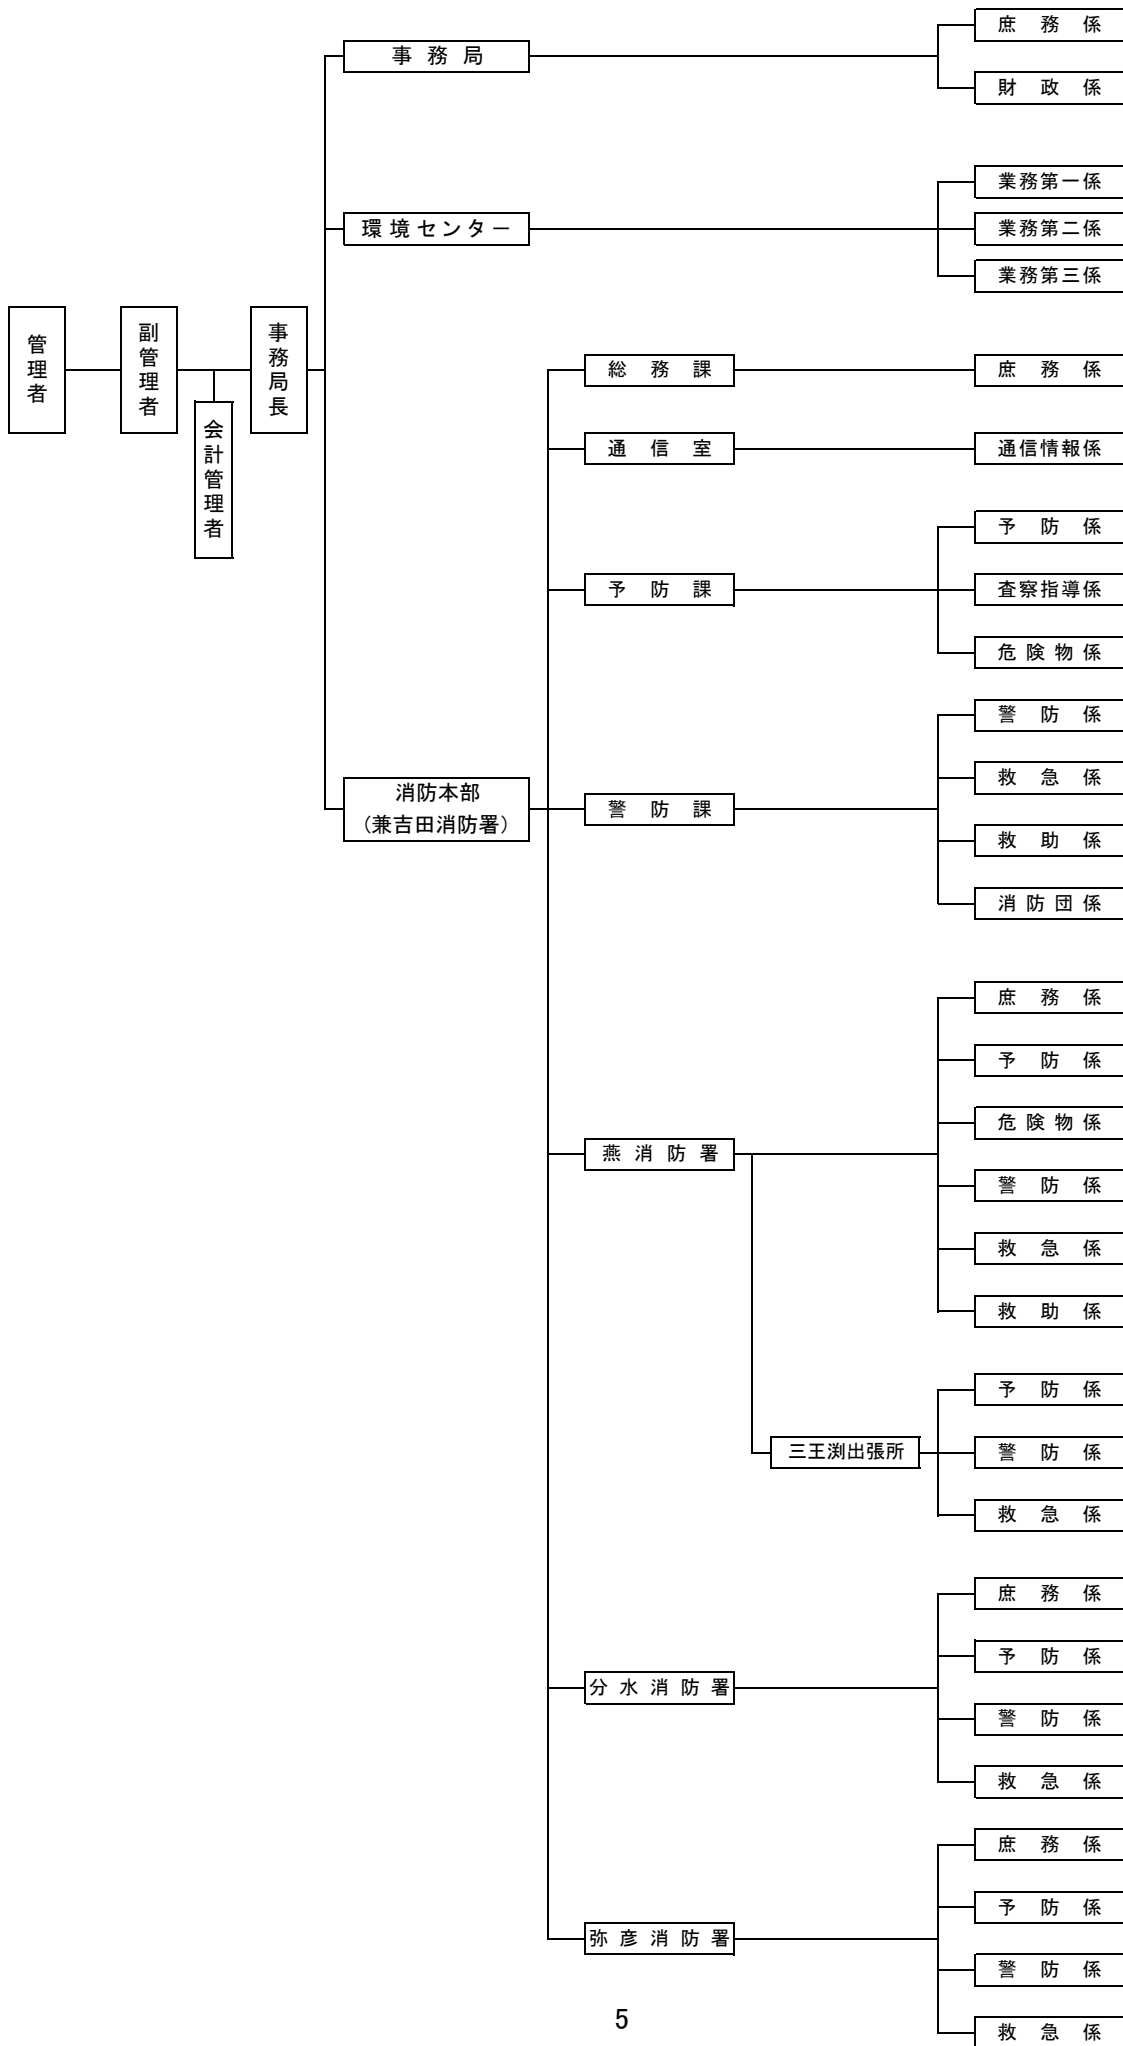 庶務係
事務局
財政係
業務第一係
環境センター
業務第二係
業務第三係
管理者
副管理者
会計管理者
事務局長
総務課
庶務係
通信室
通信情報係
予防係
予防課
査察指導係
危険物係
警防係
救急係
消防本部
（兼吉田消防署）
警防課
救助係
消防団係
庶務係
予防係
危険物係
燕消防署
警防係
救急係
救助係
予防係
三王渕出張所
警防係
救急係
庶務係
予防係
分水消防署
警防係
救急係
庶務係
予防係
弥彦消防署
警防係
救急係
5